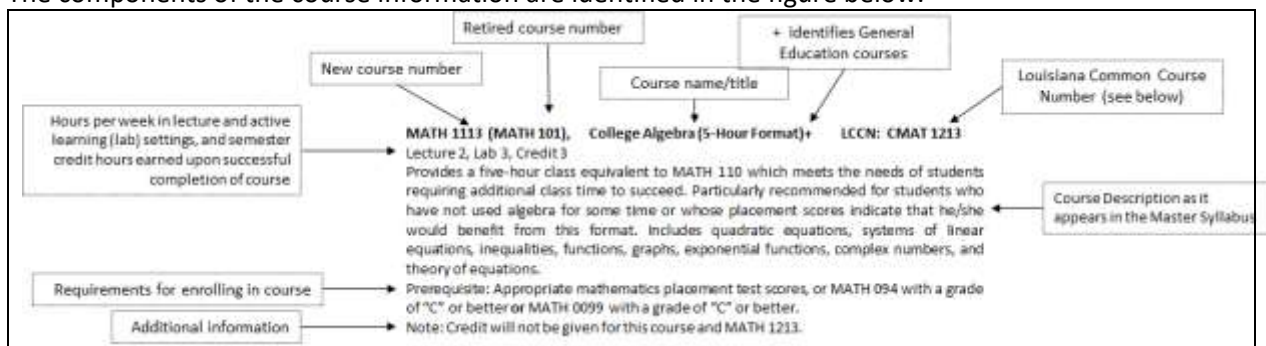 The components of the course information are identified in the figure below.
Retired course number
+ identifies General
Education courses
New course number
Course name/title
Louisiana Common Course
Number (see below)
Hours per week in lecture and active
learning (lab) settings, and semester
credit hours earned upon successful
completion of course
MATH 1113 (MATH 101), College Algebra (5-Hour Format)+ LCCN: CMAT 1213
Lecture 2, Lab 3, Credit 3
Provides a five-hour class equivalent to MATH 110 which meets the needs of students
requiring additional class time to succeed. Particularly recommended for students who
have not used algebra for some time or whose placement scores indicate that he/she
would benefit from this format. Includes quadratic equations, systems of linear
equations, inequalities, functions, graphs, exponential functions, complex numbers, and
theory of equations.
Course Description as it
appears in the Master Syllabus
Requirements for enrolling in course
Prerequisite: Appropriate mathematics placement test scores, or MATH 094 with a grade
of "C" or better or MATH 0099 with a grade of "C" or better.
Additional information
Note: Credit will not be given for this course and MATH 1213.